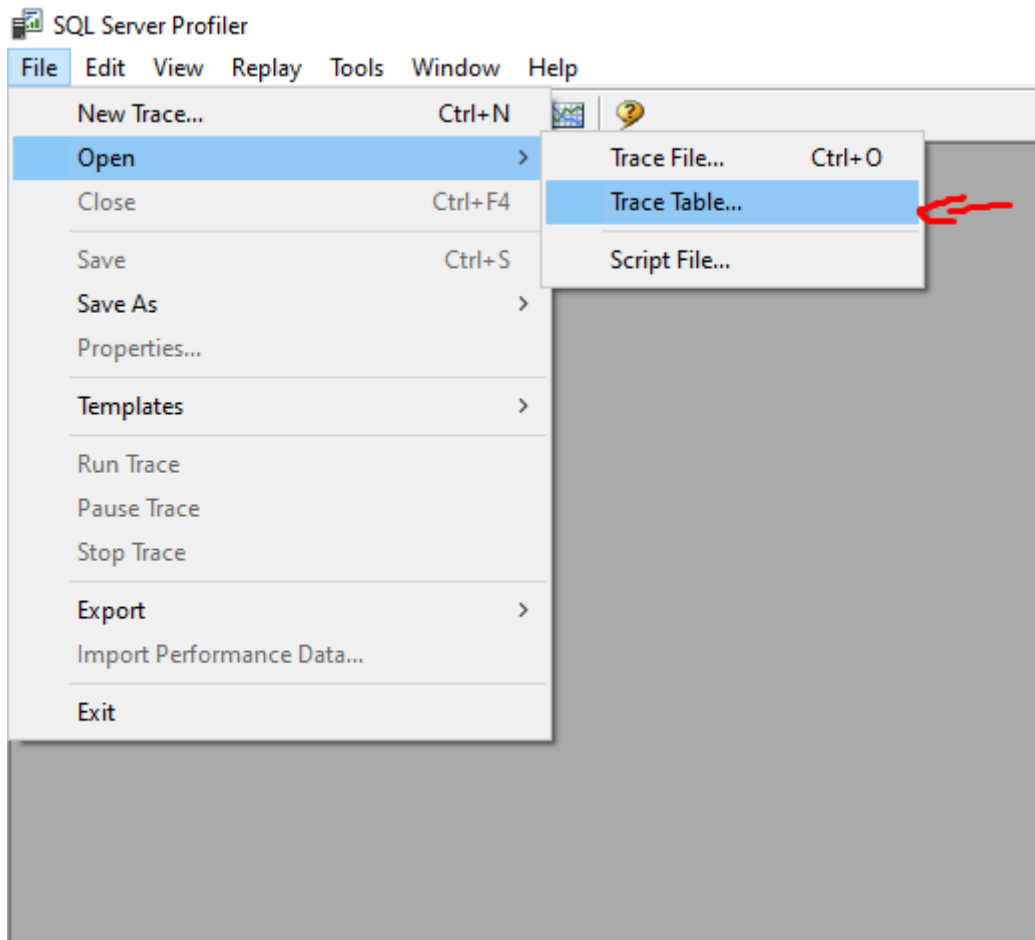 SQL Server Profiler
File Edit View Replay Tools Window Help
New Trace... Ctrl+N
Open
Trace File... Ctrl+O
Close Ctrl+F4
Trace Table...
Save Ctrl+S
Script File...
Save As
Properties...
Templates
Run Trace
Pause Trace
Stop Trace
Export
Import Performance Data...
Exit